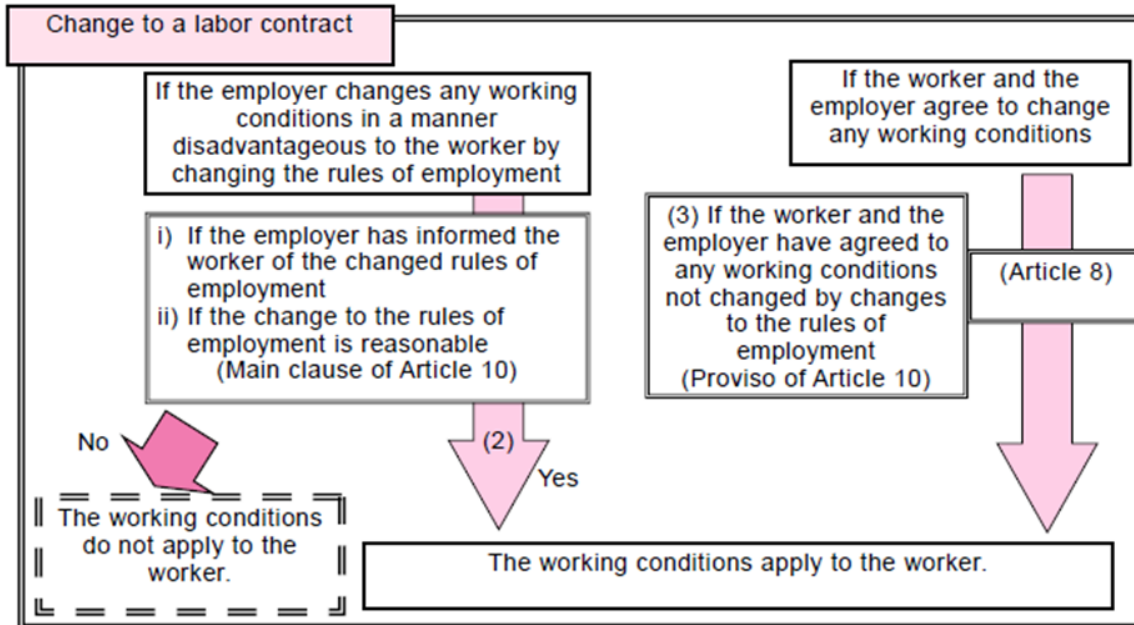 Change to a labor contract
If the employer changes any working
conditions in a manner
disadvantageous to the worker by
changing the rules of employment
If the worker and the
employer agree to change
any working conditions
i) If the employer has informed the
worker of the changed rules of
employment
ii) If the change to the rules of
employment is reasonable
(Main clause of Article 10)
(3) If the worker and the
employer have agreed to
any working conditions
not changed by changes
to the rules of
employment
(Proviso of Article 10)
(Article 8)
No
(2)
Yes
The working conditions
do not apply to the
worker.
The working conditions apply to the worker.